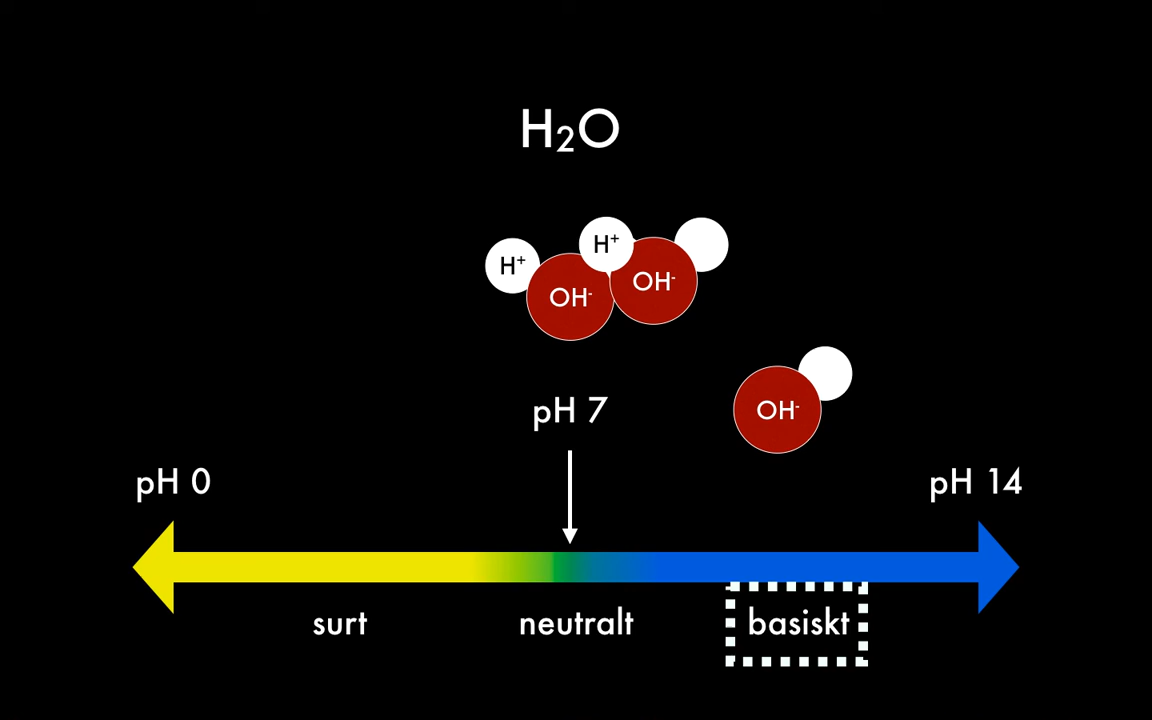 H₂O
H⁺
H⁺
OH⁻
OH⁻
OH⁻
pH 7
pH 0
pH 14
surt
neutralt
basiskt